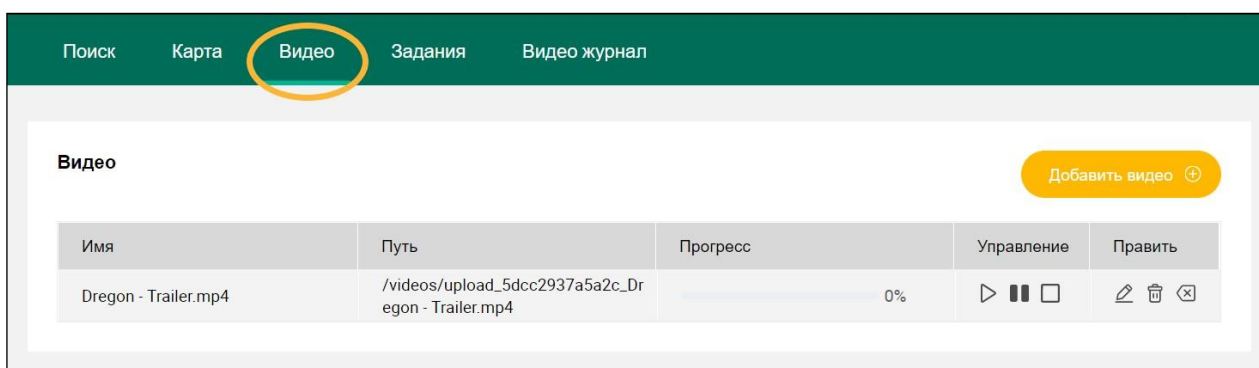 Поиск Карта Видео Задания Видео журнал
Видео
Добавить видео
Имя Путь Прогресс Управление Править
Dregon - Trailer.mp4 /videos/upload_5dcc2937a5a2c_Dr
egon - Trailer.mp4 0%